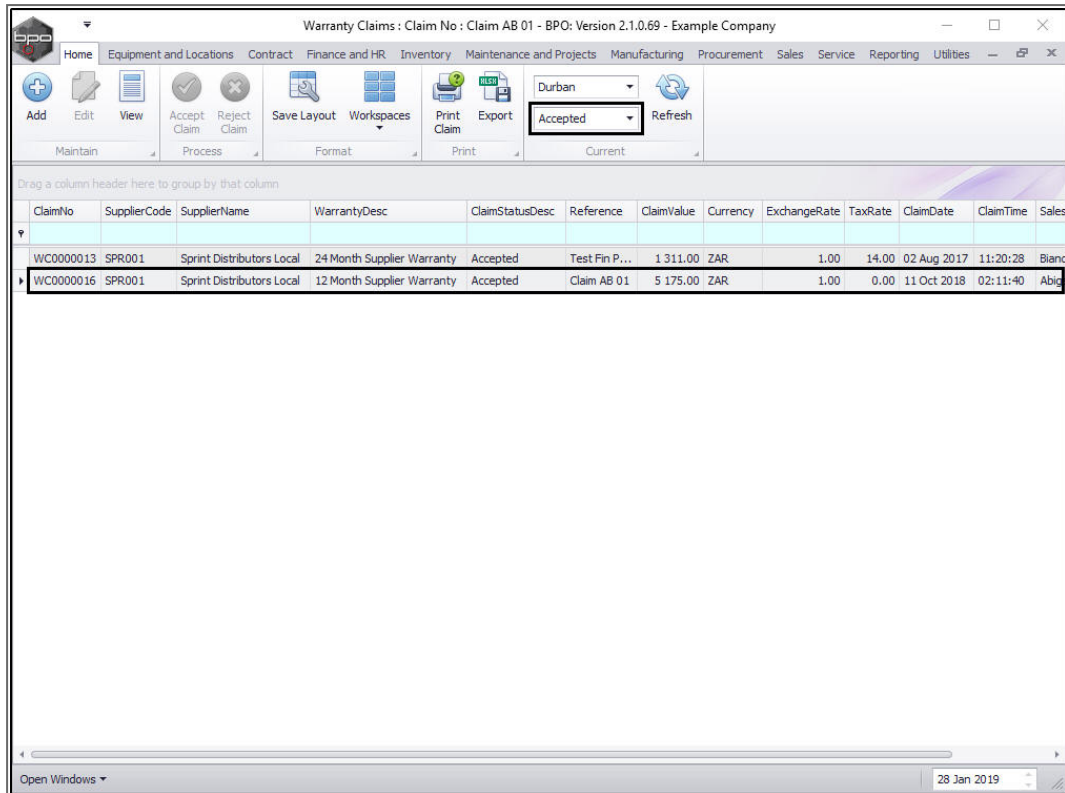 bpo
Warranty Claims : Claim No : Claim AB 01 - BPO: Version 2.1.0.69 - Example Company
Home Equipment and Locations Contract Finance and HR Inventory Maintenance and Projects Manufacturing Procurement Sales Service Reporting Utilities
XLSX
Durban
Add Edit View Accept Claim Reject Claim Save Layout Workspaces Print Claim Export Accepted Refresh
Maintain Process Format Print Current
Drag a column header here to group by that column
ClaimNo SupplierCode SupplierName WarrantyDesc ClaimStatusDesc Reference ClaimValue Currency ExchangeRate TaxRate ClaimDate ClaimTime Sales
WC0000013 SPR001 Sprint Distributors Local 24 Month Supplier Warranty Accepted Test Fin P... 1 311.00 ZAR 1.00 14.00 02 Aug 2017 11:20:28 Bianc
WC0000016 SPR001 Sprint Distributors Local 12 Month Supplier Warranty Accepted Claim AB 01 5 175.00 ZAR 1.00 0.00 11 Oct 2018 02:11:40 Abig
Open Windows 28 Jan 2019